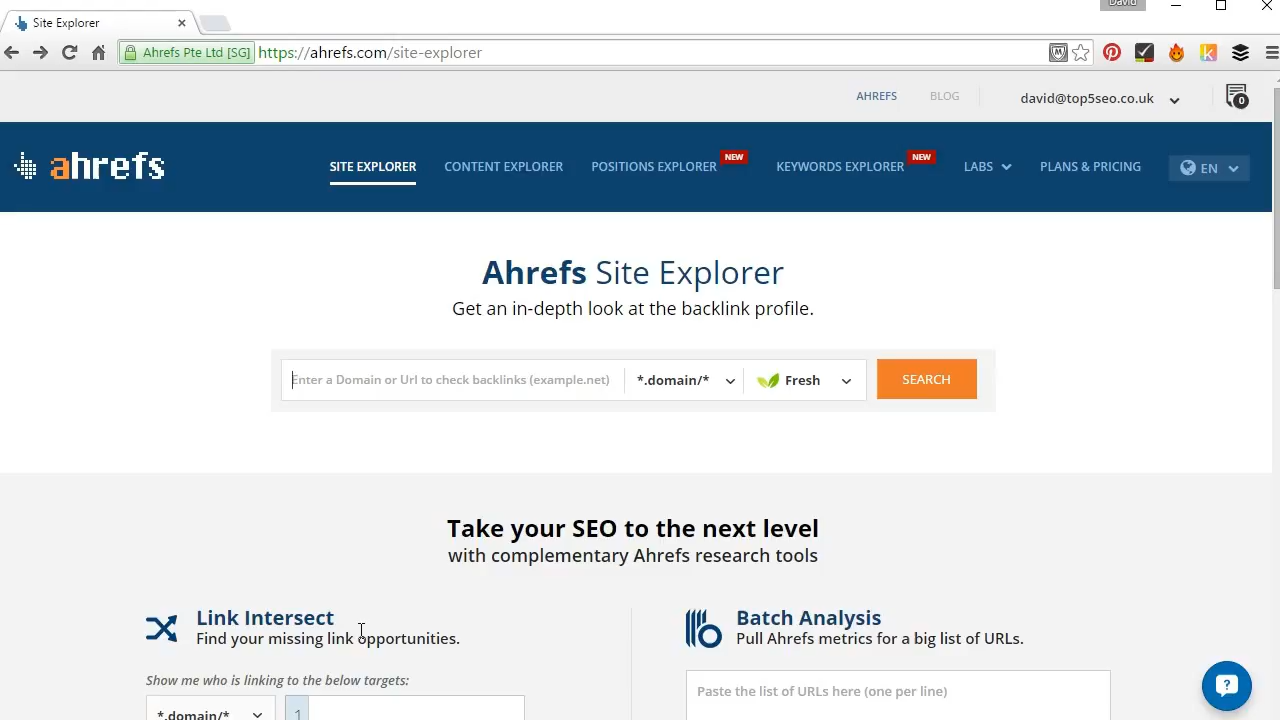 David
Site Explorer
Ahrefs Pte Ltd [SG] https://ahrefs.com/site-explorer
AHREFS BLOG david@top5seo.co.uk 0
ahrefs SITE EXPLORER CONTENT EXPLORER POSITIONS EXPLORER NEW KEYWORDS EXPLORER NEW LABS PLANS & PRICING EN
Ahrefs Site Explorer
Get an in-depth look at the backlink profile.
Enter a Domain or Url to check backlinks (example.net) *.domain/* Fresh SEARCH
Take your SEO to the next level
with complementary Ahrefs research tools
Link Intersect
Find your missing link opportunities.
Show me who is linking to the below targets:
*.domain/* 1
Batch Analysis
Pull Ahrefs metrics for a big list of URLs.
Paste the list of URLs here (one per line)